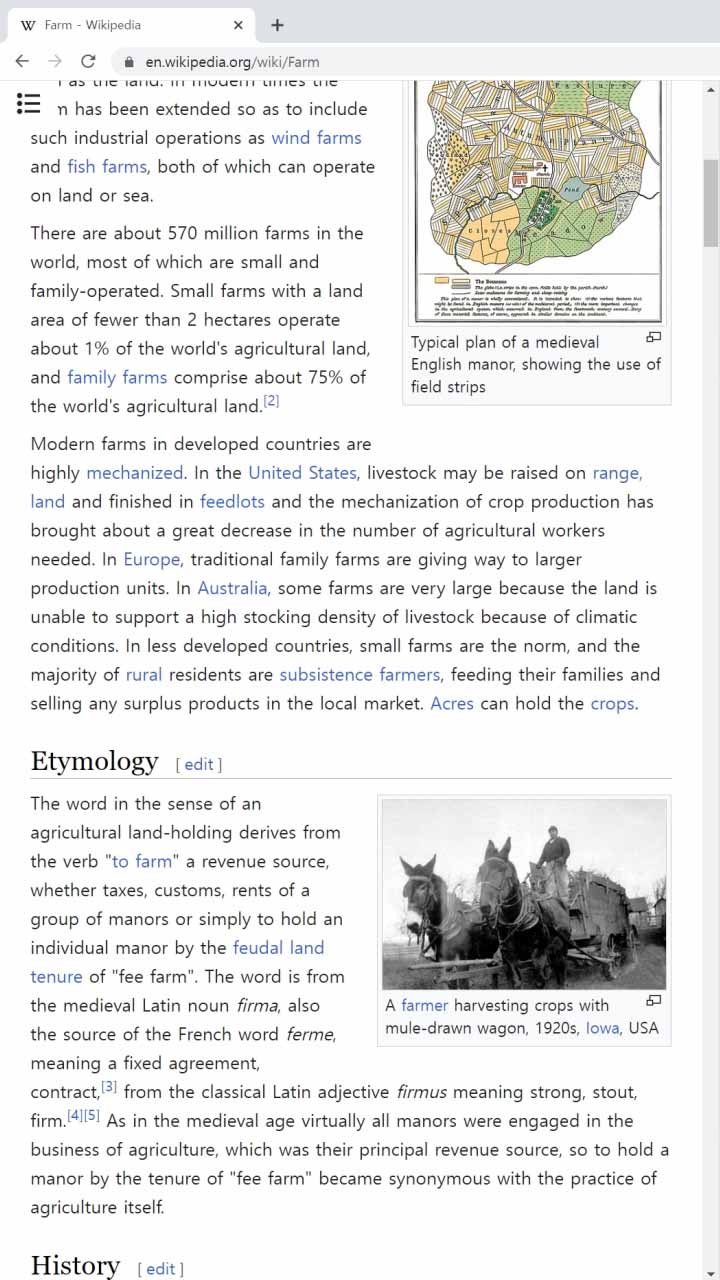 Farm - Wikipedia
en.wikipedia.org/wiki/Farm
as the land. In modern times the
m has been extended so as to include
such industrial operations as wind farms
and fish farms, both of which can operate
on land or sea.
There are about 570 million farms in the
world, most of which are small and
family-operated. Small farms with a land
area of fewer than 2 hectares operate
about 1% of the world's agricultural land,
and family farms comprise about 75% of
the world's agricultural land.[2]
Pond
Typical plan of a medieval
English manor, showing the use of
field strips
Modern farms in developed countries are
highly mechanized. In the United States, livestock may be raised on range,
land and finished in feedlots and the mechanization of crop production has
brought about a great decrease in the number of agricultural workers
needed. In Europe, traditional family farms are giving way to larger
production units. In Australia, some farms are very large because the land is
unable to support a high stocking density of livestock because of climatic
conditions. In less developed countries, small farms are the norm, and the
majority of rural residents are subsistence farmers, feeding their families and
selling any surplus products in the local market. Acres can hold the crops.
Etymology [ edit ]
The word in the sense of an
agricultural land-holding derives from
the verb "to farm" a revenue source,
whether taxes, customs, rents of a
group of manors or simply to hold an
individual manor by the feudal land
tenure of "fee farm". The word is from
the medieval Latin noun firma, also
the source of the French word ferme,
meaning a fixed agreement,
contract,[3] from the classical Latin adjective firmus meaning strong, stout,
firm.[4][5] As in the medieval age virtually all manors were engaged in the
business of agriculture, which was their principal revenue source, so to hold a
manor by the tenure of "fee farm" became synonymous with the practice of
agriculture itself.
A farmer harvesting crops with
mule-drawn wagon, 1920s, Iowa, USA
History [ edit ]